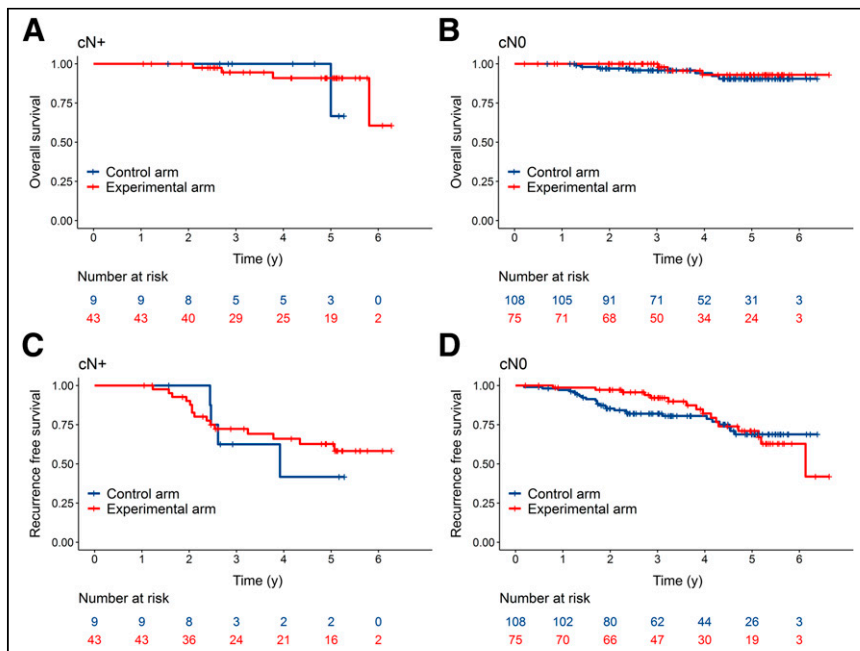 A
cN+
Overall survival
1.00
0.75
0.50
0.25
0.00
Control arm
Experimental arm
0 1 2 3 4 5 6
Time (y)
Number at risk
9 9 8 5 5 3 0
43 43 40 29 25 19 2
B
cN0
Overall survival
1.00
0.75
0.50
0.25
0.00
Control arm
Experimental arm
0 1 2 3 4 5 6
Time (y)
Number at risk
108 105 91 71 52 31 3
75 71 68 50 34 24 3
C
cN+
Recurrence free survival
1.00
0.75
0.50
0.25
0.00
Control arm
Experimental arm
0 1 2 3 4 5 6
Time (y)
Number at risk
9 9 8 3 2 2 0
43 43 36 24 21 16 2
D
cN0
Recurrence free survival
1.00
0.75
0.50
0.25
0.00
Control arm
Experimental arm
0 1 2 3 4 5 6
Time (y)
Number at risk
108 102 80 62 44 26 3
75 70 66 47 30 19 3